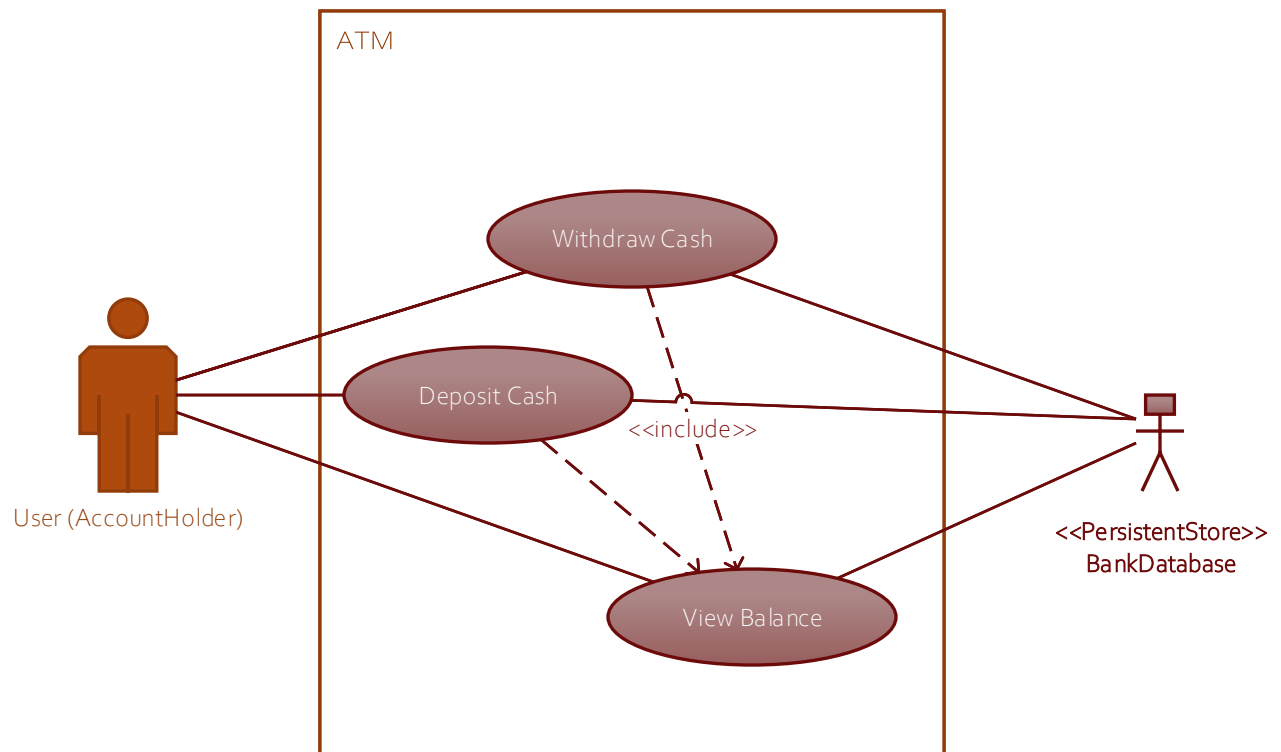 ATM
Withdraw Cash
Deposit Cash
<<include>>
User (AccountHolder)
<<PersistentStore>>
BankDatabase
View Balance